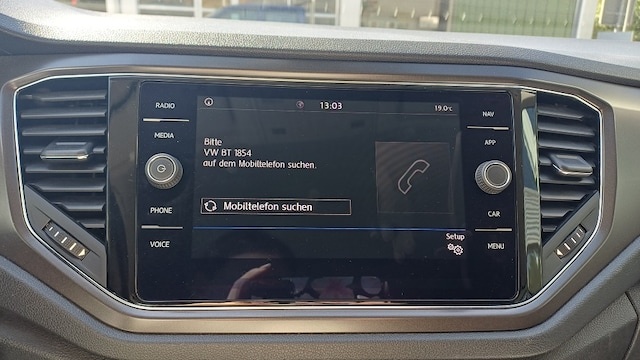 RADIO
MEDIA
PHONE
VOICE
13:03
19.0°C
Bitte
VW BT 1854
auf dem Mobiltelefon suchen.
Mobiltelefon suchen
Setup
NAV
APP
CAR
MENU